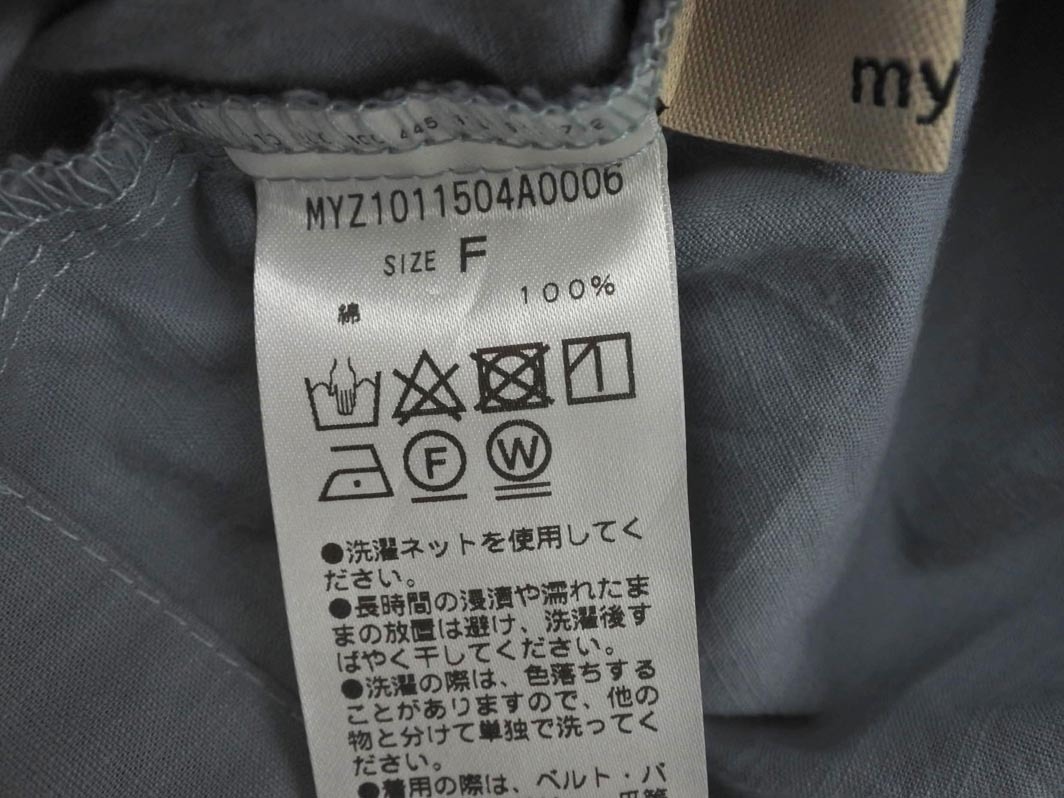 my
MYZ1011504A0006
SIZE F
綿 100%
F W
●洗濯ネットを使用してく
ださい。
●長時間の浸漬や濡れたま
まの放置は避け、洗濯後す
ばやく干してください。
●洗濯の際は、色落ちする
ことがありますので、他の
物と分けて単独で洗ってく
ださい。
●着用の際は、ベルト・バ